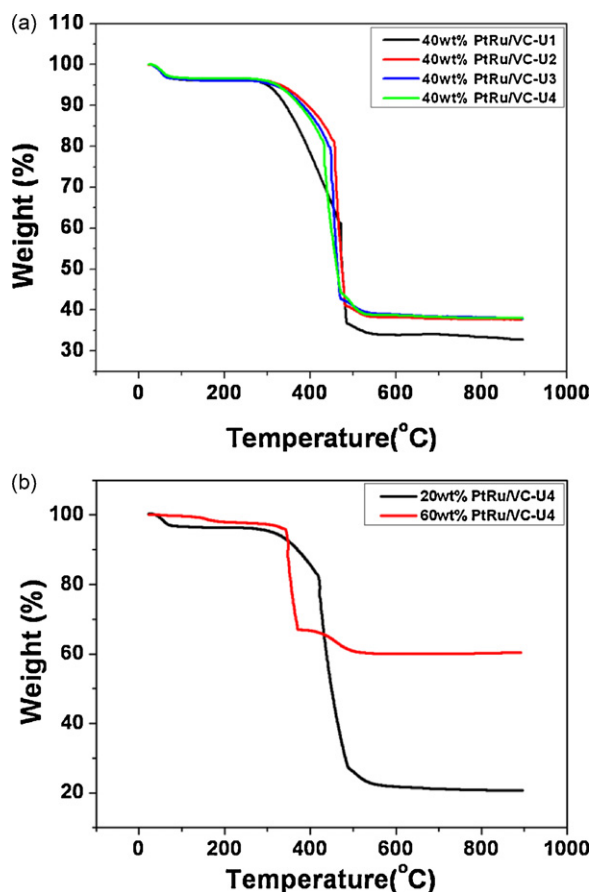 (a)
110
100
90
80
70
60
50
40
30
Weight (%)
40wt% PtRu/VC-U1
40wt% PtRu/VC-U2
40wt% PtRu/VC-U3
40wt% PtRu/VC-U4
0 200 400 600 800 1000
Temperature(°C)
(b)
100
80
60
40
20
Weight (%)
20wt% PtRu/VC-U4
60wt% PtRu/VC-U4
0 200 400 600 800 1000
Temperature(°C)